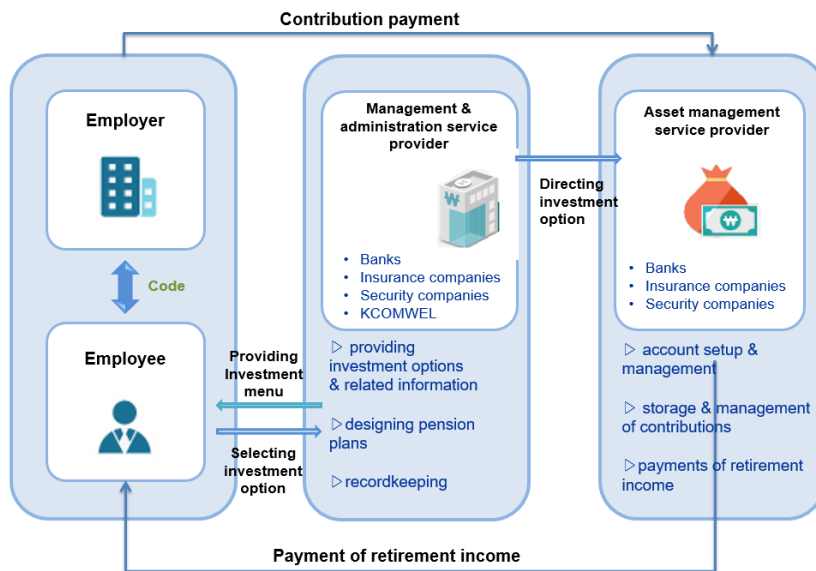 Contribution payment
Employer
Code
Employee
Providing
Investment
menu
Selecting
investment
option
Management &
administration service
provider
₩
• Banks
• Insurance companies
• Security companies
• KCOMWEL
▷ providing
investment options
& related information
▷designing pension
plans
▷recordkeeping
Directing
investment
option
Asset management
service provider
₩
• Banks
• Insurance companies
• Security companies
▷ account setup &
management
▷ storage & management
of contributions
▷payments of retirement
income
Payment of retirement income